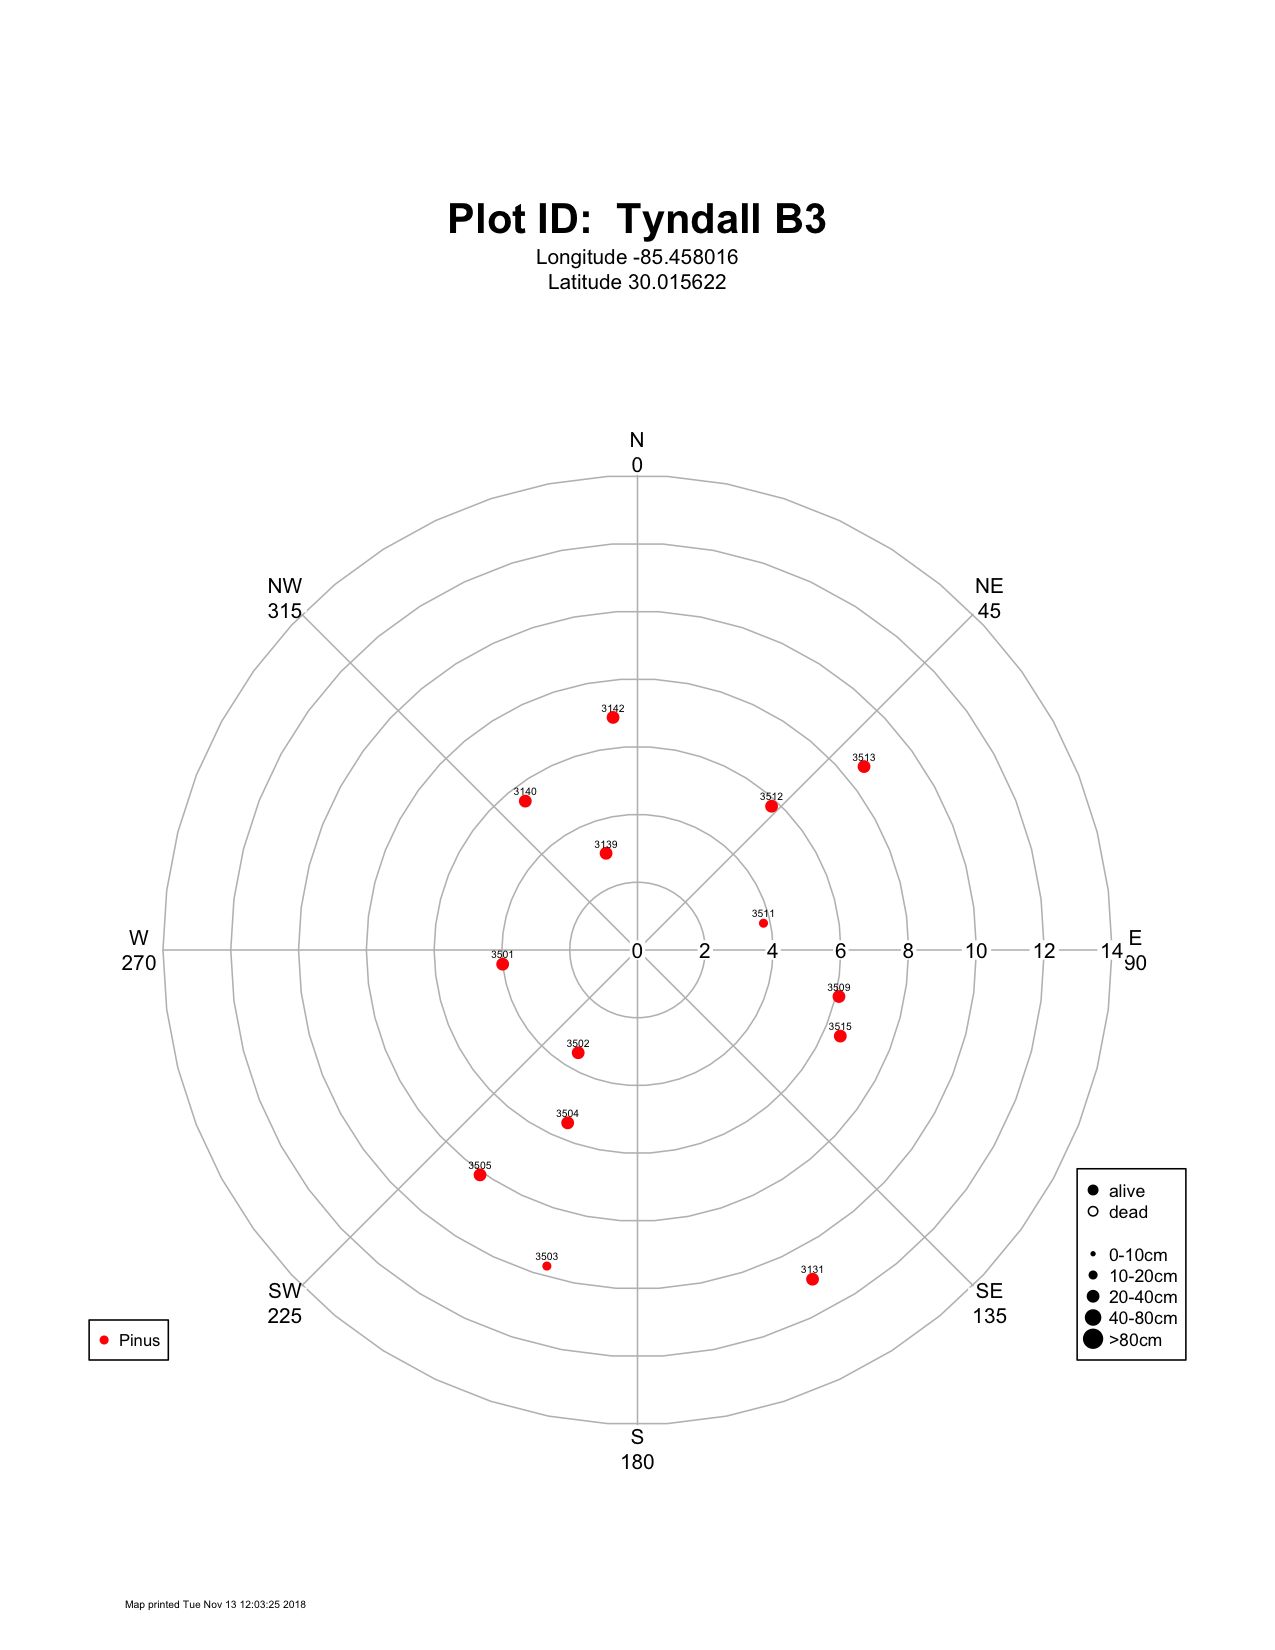 Plot ID:  Tyndall B3
Longitude -85.458016
Latitude 30.015622
N
0
NW
315
NE
45
3142
3513
3140
3512
3139
3511
W
270
3501
0 2 4 6 8 10 12 14
E
90
3509
3515
3502
3504
3505
3503
3131
alive
dead
0-10cm
10-20cm
20-40cm
40-80cm
>80cm
SW
225
SE
135
Pinus
S
180
Map printed Tue Nov 13 12:03:25 2018